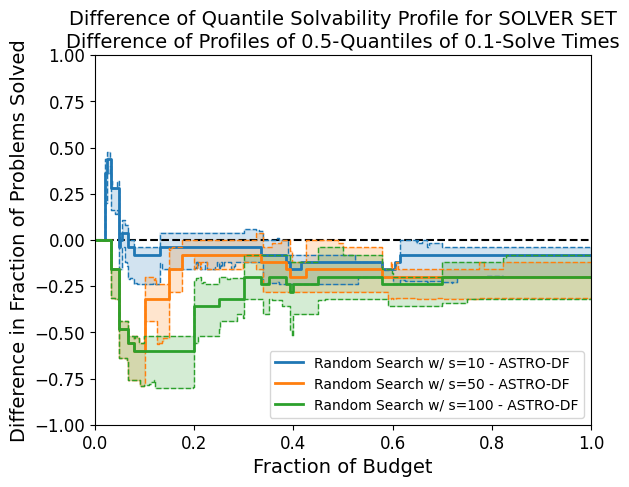 Difference of Quantile Solvability Profile for SOLVER SET
Difference of Profiles of 0.5-Quantiles of 0.1-Solve Times
Difference in Fraction of Problems Solved
1.00
0.75
0.50
0.25
0.00
−0.25
−0.50
−0.75
−1.00
Random Search w/ s=10 - ASTRO-DF
Random Search w/ s=50 - ASTRO-DF
Random Search w/ s=100 - ASTRO-DF
0.0 0.2 0.4 0.6 0.8 1.0
Fraction of Budget